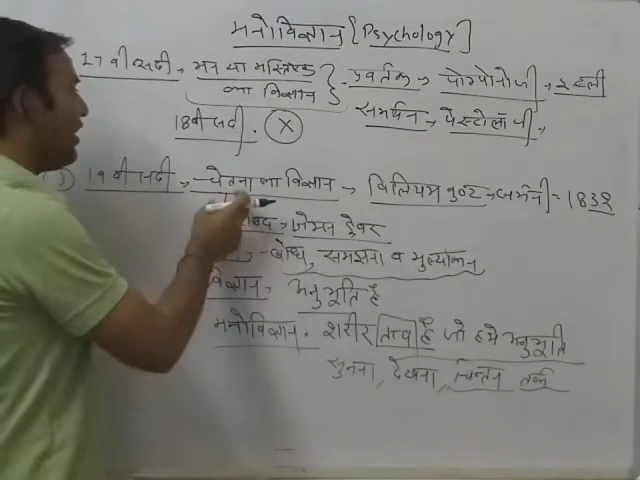 मनोविज्ञान [Psychology]
17 वी सदी, मन या मस्तिष्क का विज्ञान } - प्रवर्तक → पोम्पोनोजी, इटली
समर्थन → पेस्टोलॉजी,
18वी सदी. X
19 वी सदी, → चेतना का विज्ञान → विलियम वुण्ट → जर्मनी = 1832
जेम्स ड्रेवर
बोध, समझना व मुल्यांकन
अनुभूति है
मनोविज्ञान. शरीर तत्व है जो हमे अनुभूति
सुनना, देखना, चिन्तन तर्क